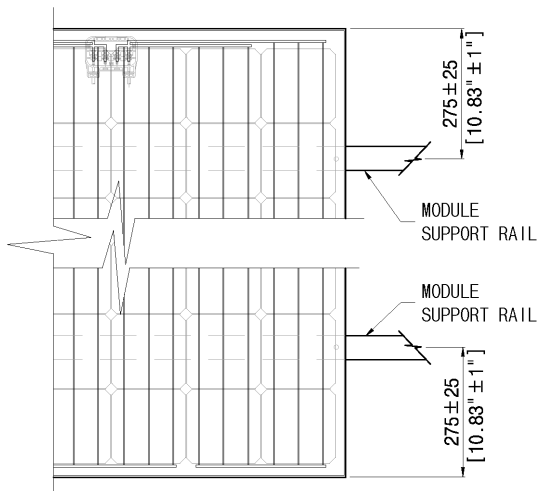 275±25
[10.83"±1"]
MODULE
SUPPORT RAIL
MODULE
SUPPORT RAIL
275±25
[10.83"±1"]